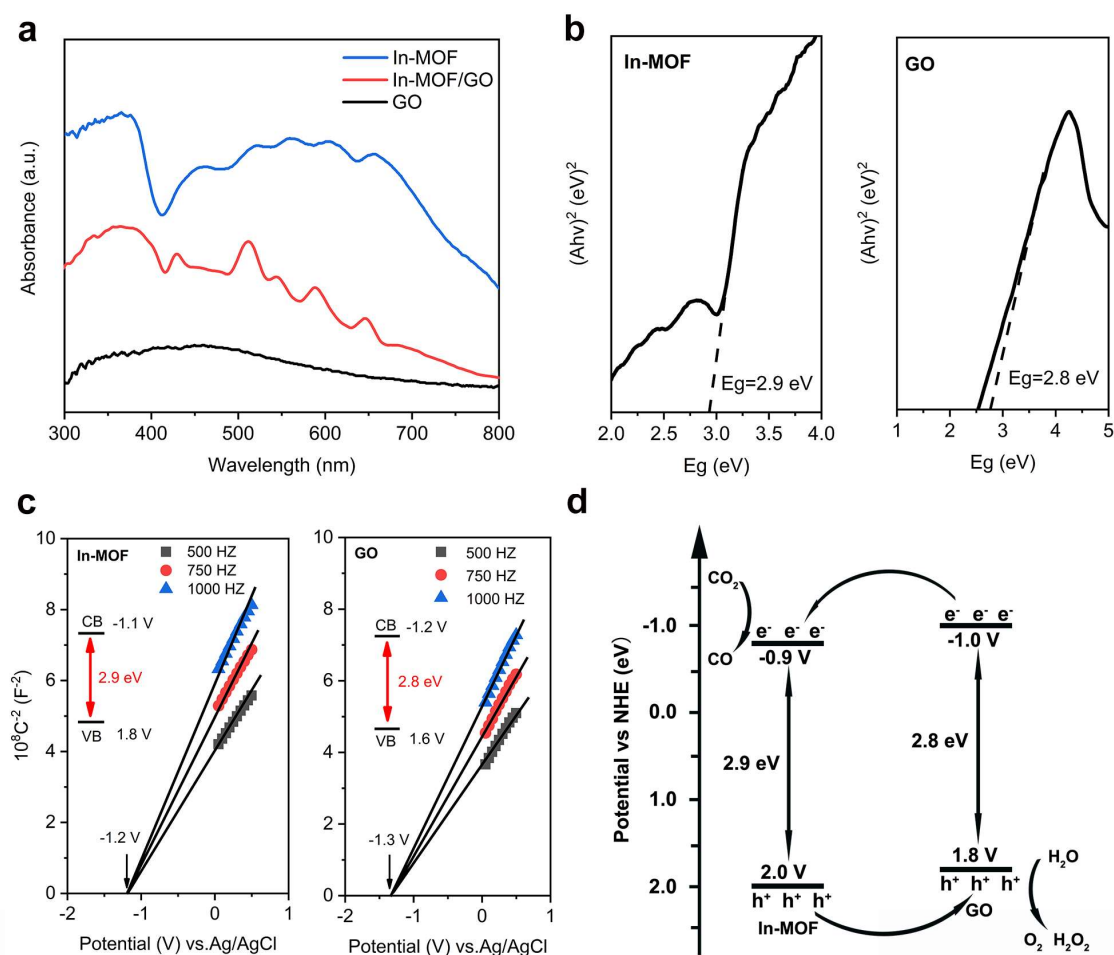 a
In-MOF
In-MOF/GO
GO
Absorbance (a.u.)
300 400 500 600 700 800
Wavelength (nm)
b
In-MOF
(Ahv)² (eV)²
Eg=2.9 eV
2.0 2.5 3.0 3.5 4.0
Eg (eV)
GO
(Ahv)² (eV)²
Eg=2.8 eV
1 2 3 4 5
Eg (eV)
c
In-MOF
500 HZ
750 HZ
1000 HZ
10
8
6
4
2
0
10⁸C⁻² (F⁻²)
CB -1.1 V
2.9 eV
VB 1.8 V
-1.2 V
-2 -1 0 1
Potential (V) vs.Ag/AgCl
GO
500 HZ
750 HZ
1000 HZ
10
8
6
4
2
0
CB -1.2 V
2.8 eV
VB 1.6 V
-1.3 V
-2 -1 0 1
Potential (V) vs.Ag/AgCl
d
Potential vs NHE (eV)
-1.0
0.0
1.0
2.0
CO₂
CO
e⁻ e⁻ e⁻
-0.9 V
2.9 eV
2.0 V
h⁺ h⁺ h⁺
In-MOF
e⁻ e⁻ e⁻
-1.0 V
2.8 eV
1.8 V
h⁺ h⁺ h⁺
GO
H₂O
O₂ H₂O₂